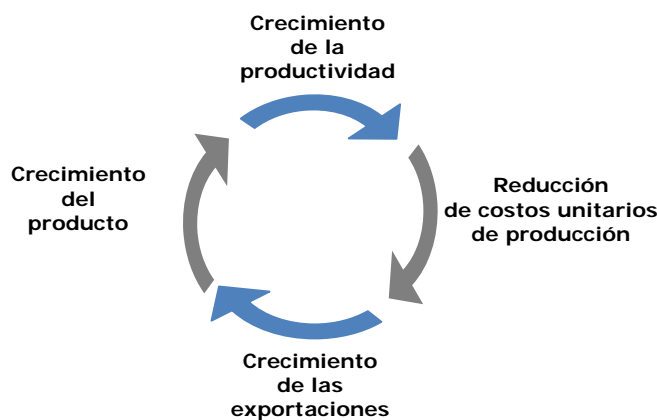 Crecimiento
de la
productividad
Crecimiento
del
producto
Reducción
de costos unitarios
de producción
Crecimiento
de las
exportaciones